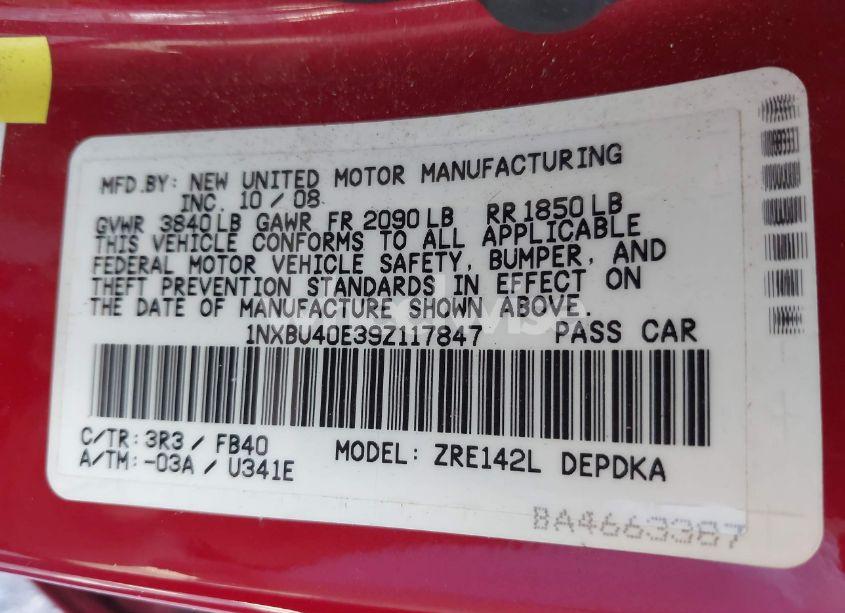 MFD.BY: NEW UNITED MOTOR MANUFACTURING
INC. 10 / 08
GVWR 3840 LB GAWR FR 2090 LB RR 1850 LB
THIS VEHICLE CONFORMS TO ALL APPLICABLE
FEDERAL MOTOR VEHICLE SAFETY, BUMPER, AND
THEFT PREVENTION STANDARDS IN EFFECT ON
THE DATE OF MANUFACTURE SHOWN ABOVE.
1NXBU40E39Z117847 PASS CAR
C/TR: 3R3 / FB40
A/TM: -03A / U341E
MODEL: ZRE142L DEPDKA
BA4663387